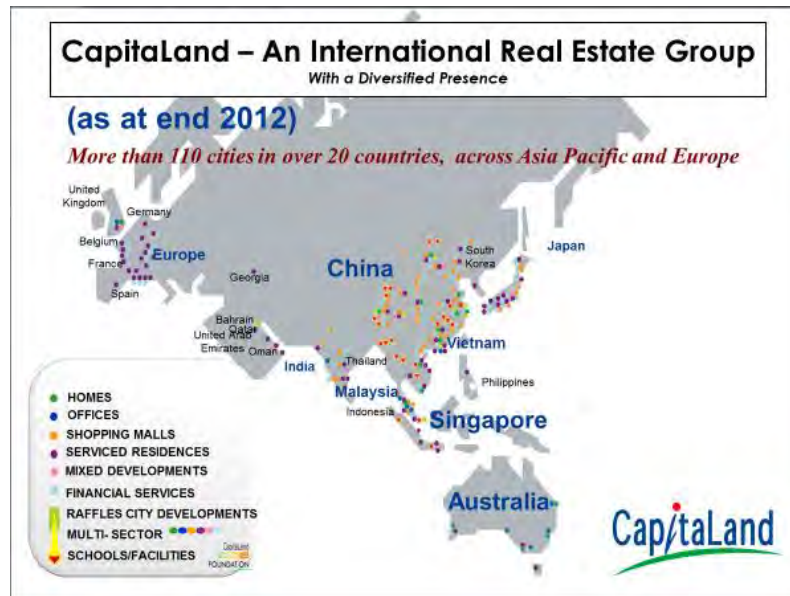 CapitaLand – An International Real Estate Group
With a Diversified Presence
(as at end 2012)
More than 110 cities in over 20 countries, across Asia Pacific and Europe
United
Kingdom
Germany
Belgium
Europe
France
Spain
Georgia
China
South
Korea
Japan
Bahrain
Qatar
United Arab
Emirates
Oman
India
Thailand
Vietnam
Malaysia
Philippines
Indonesia
Singapore
Australia
HOMES
OFFICES
SHOPPING MALLS
SERVICED RESIDENCES
MIXED DEVELOPMENTS
FINANCIAL SERVICES
RAFFLES CITY DEVELOPMENTS
MULTI- SECTOR
SCHOOLS/FACILITIES
CapitaLand
FOUNDATION
CapitaLand